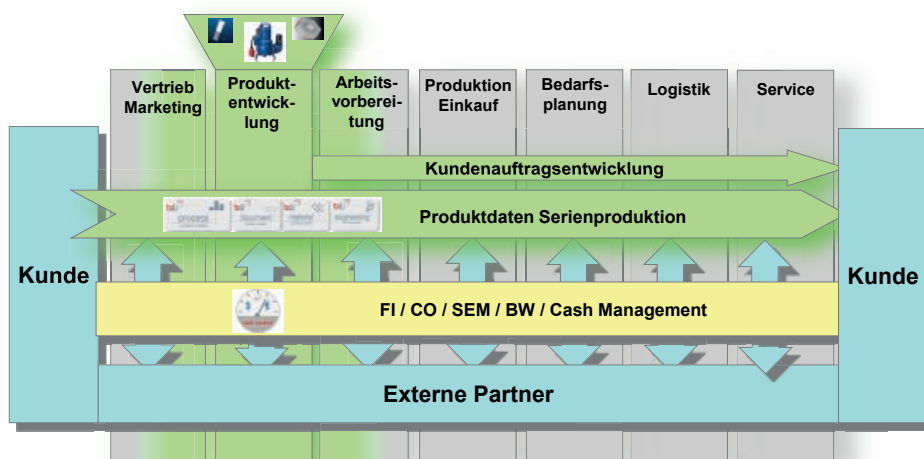 Vertrieb
Marketing
Produkt-
entwick-
lung
Arbeits-
vorberei-
tung
Produktion
Einkauf
Bedarfs-
planung
Logistik
Service
Kundenauftragsentwicklung
Produktdaten Serienproduktion
Kunde
Kunde
FI / CO / SEM / BW / Cash Management
Externe Partner